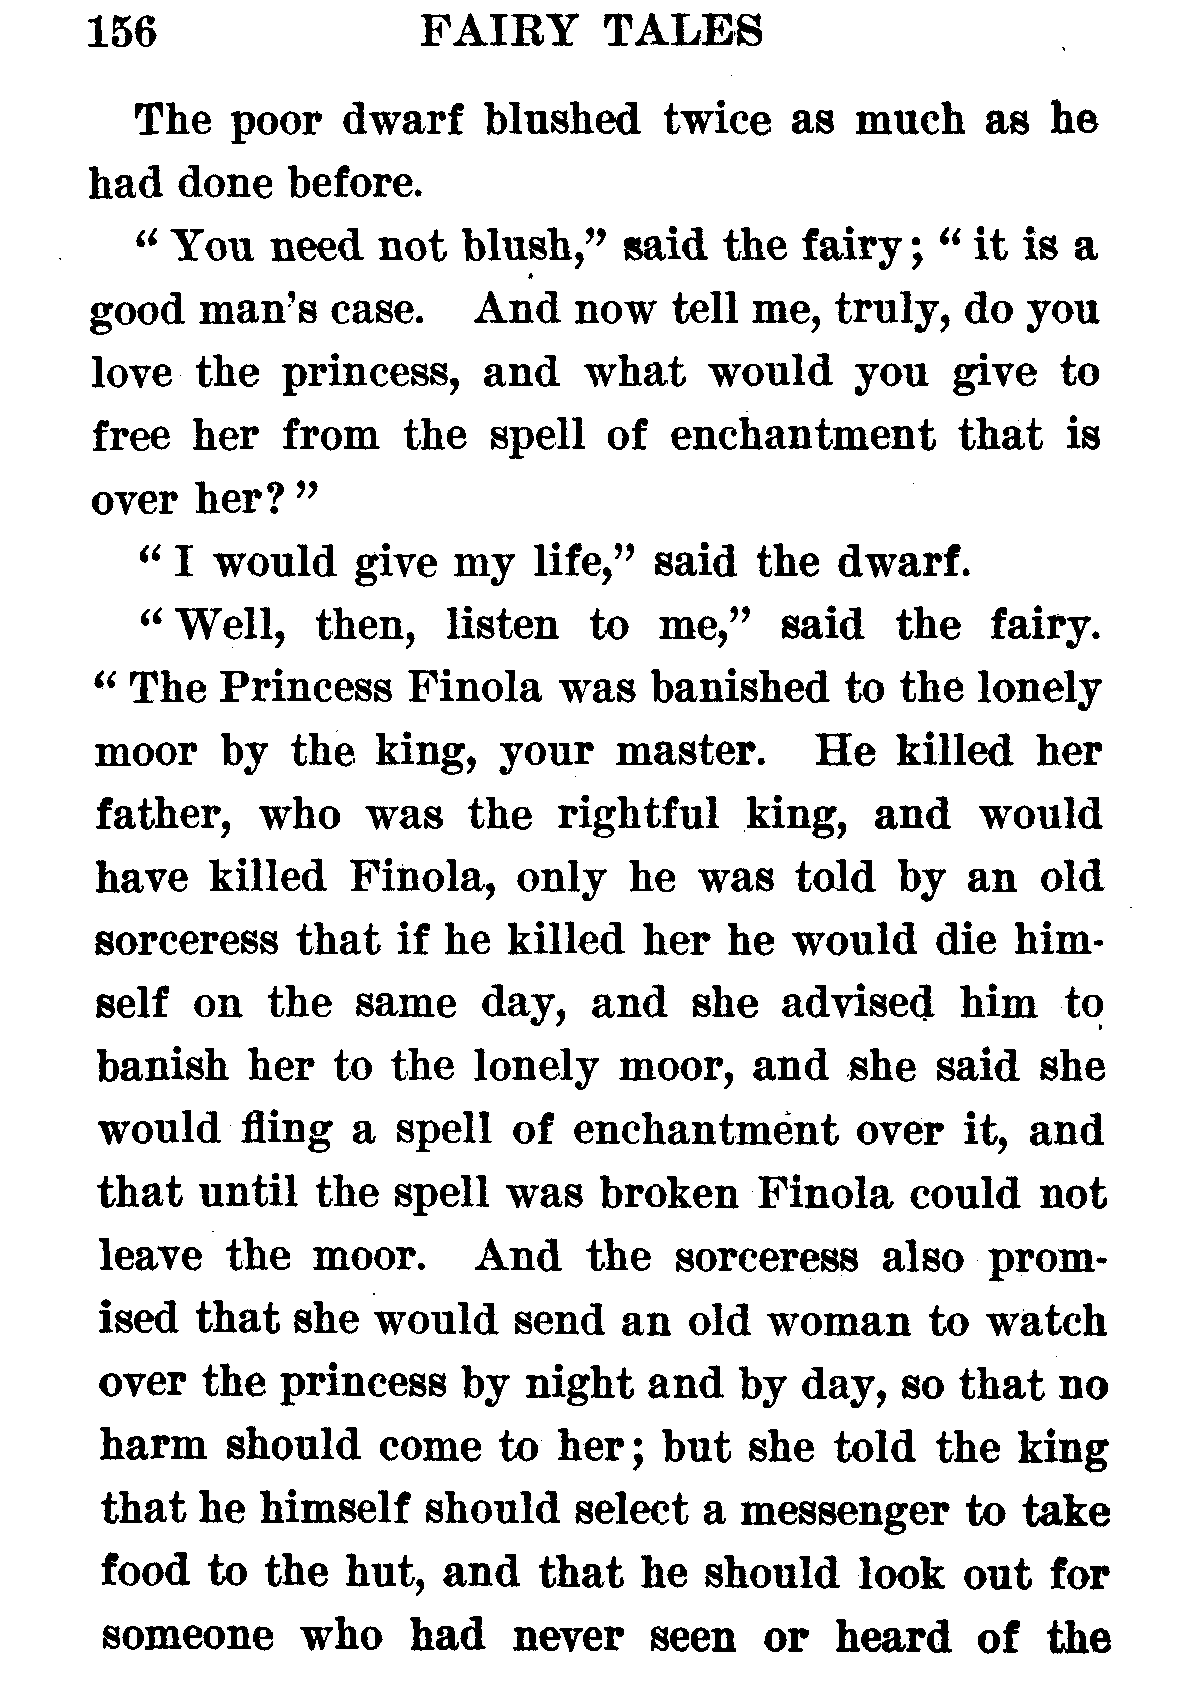 156 FAIRY TALES
The poor dwarf blushed twice as much as he
had done before.
“ You need not blush,” said the fairy; “ it is a
good man's case. And now tell me, truly, do you
love the princess, and what would you give to
free her from the spell of enchantment that is
over her? ”
“ I would give my life,” said the dwarf.
“ Well, then, listen to me,” said the fairy.
“ The Princess Finola was banished to the lonely
moor by the king, your master. He killed her
father, who was the rightful king, and would
have killed Finola, only he was told by an old
sorceress that if he killed her he would die him-
self on the same day, and she advised him to
banish her to the lonely moor, and she said she
would fling a spell of enchantment over it, and
that until the spell was broken Finola could not
leave the moor. And the sorceress also prom-
ised that she would send an old woman to watch
over the princess by night and by day, so that no
harm should come to her; but she told the king
that he himself should select a messenger to take
food to the hut, and that he should look out for
someone who had never seen or heard of the